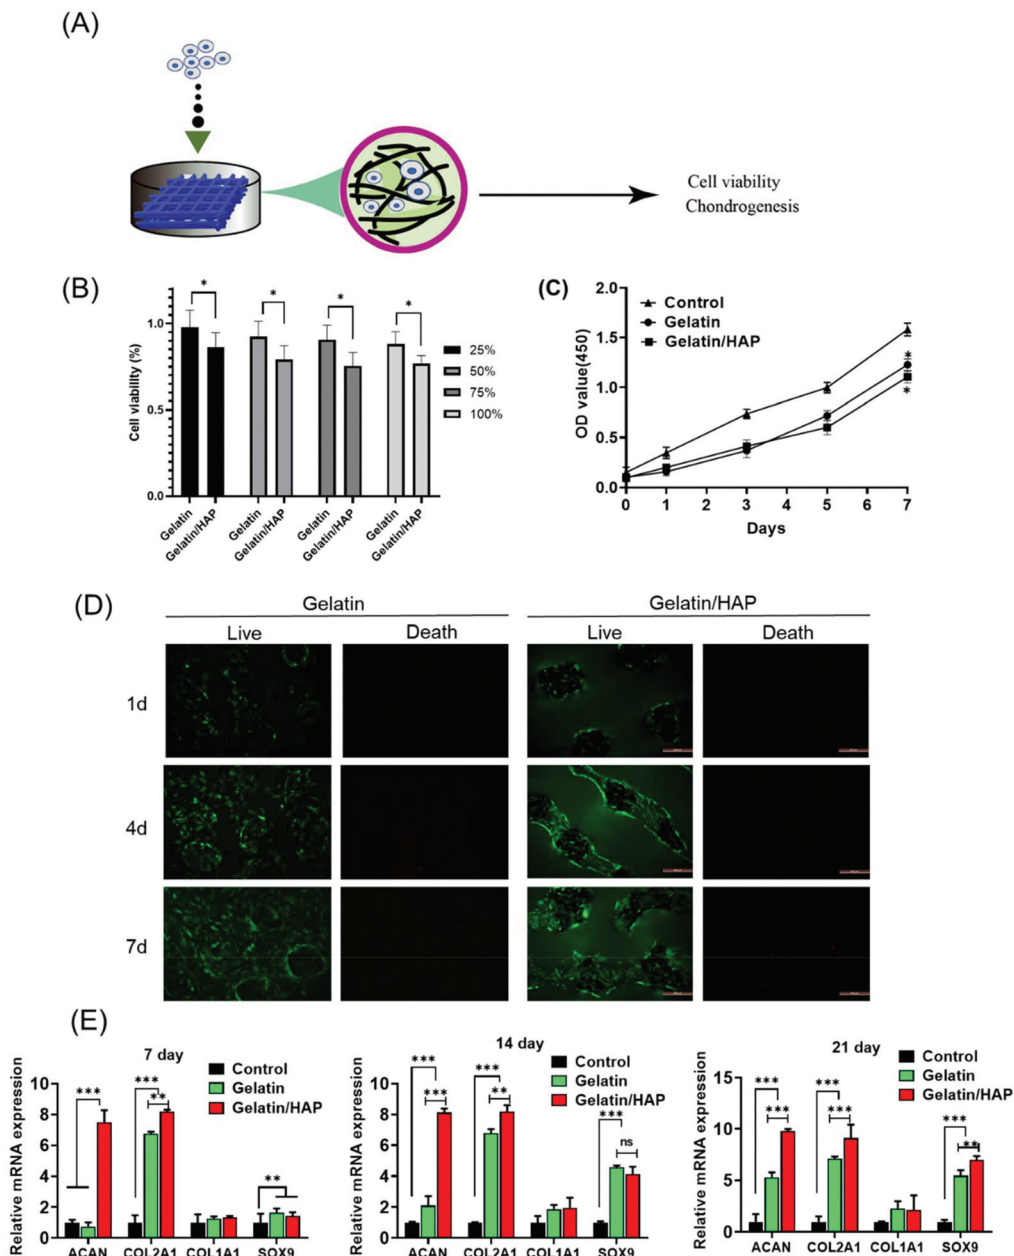 (A)
Cell viability
Chondrogenesis
(B)
Cell viability (%)
1.0
0.5
0.0
* * * *
Gelatin
Gelatin/HAP
Gelatin
Gelatin/HAP
Gelatin
Gelatin/HAP
Gelatin
Gelatin/HAP
25%
50%
75%
100%
(C)
OD value(450)
2.0
1.5
1.0
0.5
0.0
Control
Gelatin
Gelatin/HAP
*
*
0 1 2 3 4 5 6 7
Days
(D)
Gelatin Gelatin/HAP
Live Death Live Death
1d
4d
7d
(E)
7 day
Relative mRNA expression
10
8
6
4
2
0
Control
Gelatin
Gelatin/HAP
*** *** ** **
ACAN COL2A1 COL1A1 SOX9
14 day
Relative mRNA expression
10
8
6
4
2
0
Control
Gelatin
Gelatin/HAP
*** *** *** ** *** ns
ACAN COL2A1 COL1A1 SOX9
21 day
Relative mRNA expression
15
10
5
0
Control
Gelatin
Gelatin/HAP
*** *** *** *** *** **
ACAN COL2A1 COL1A1 SOX9